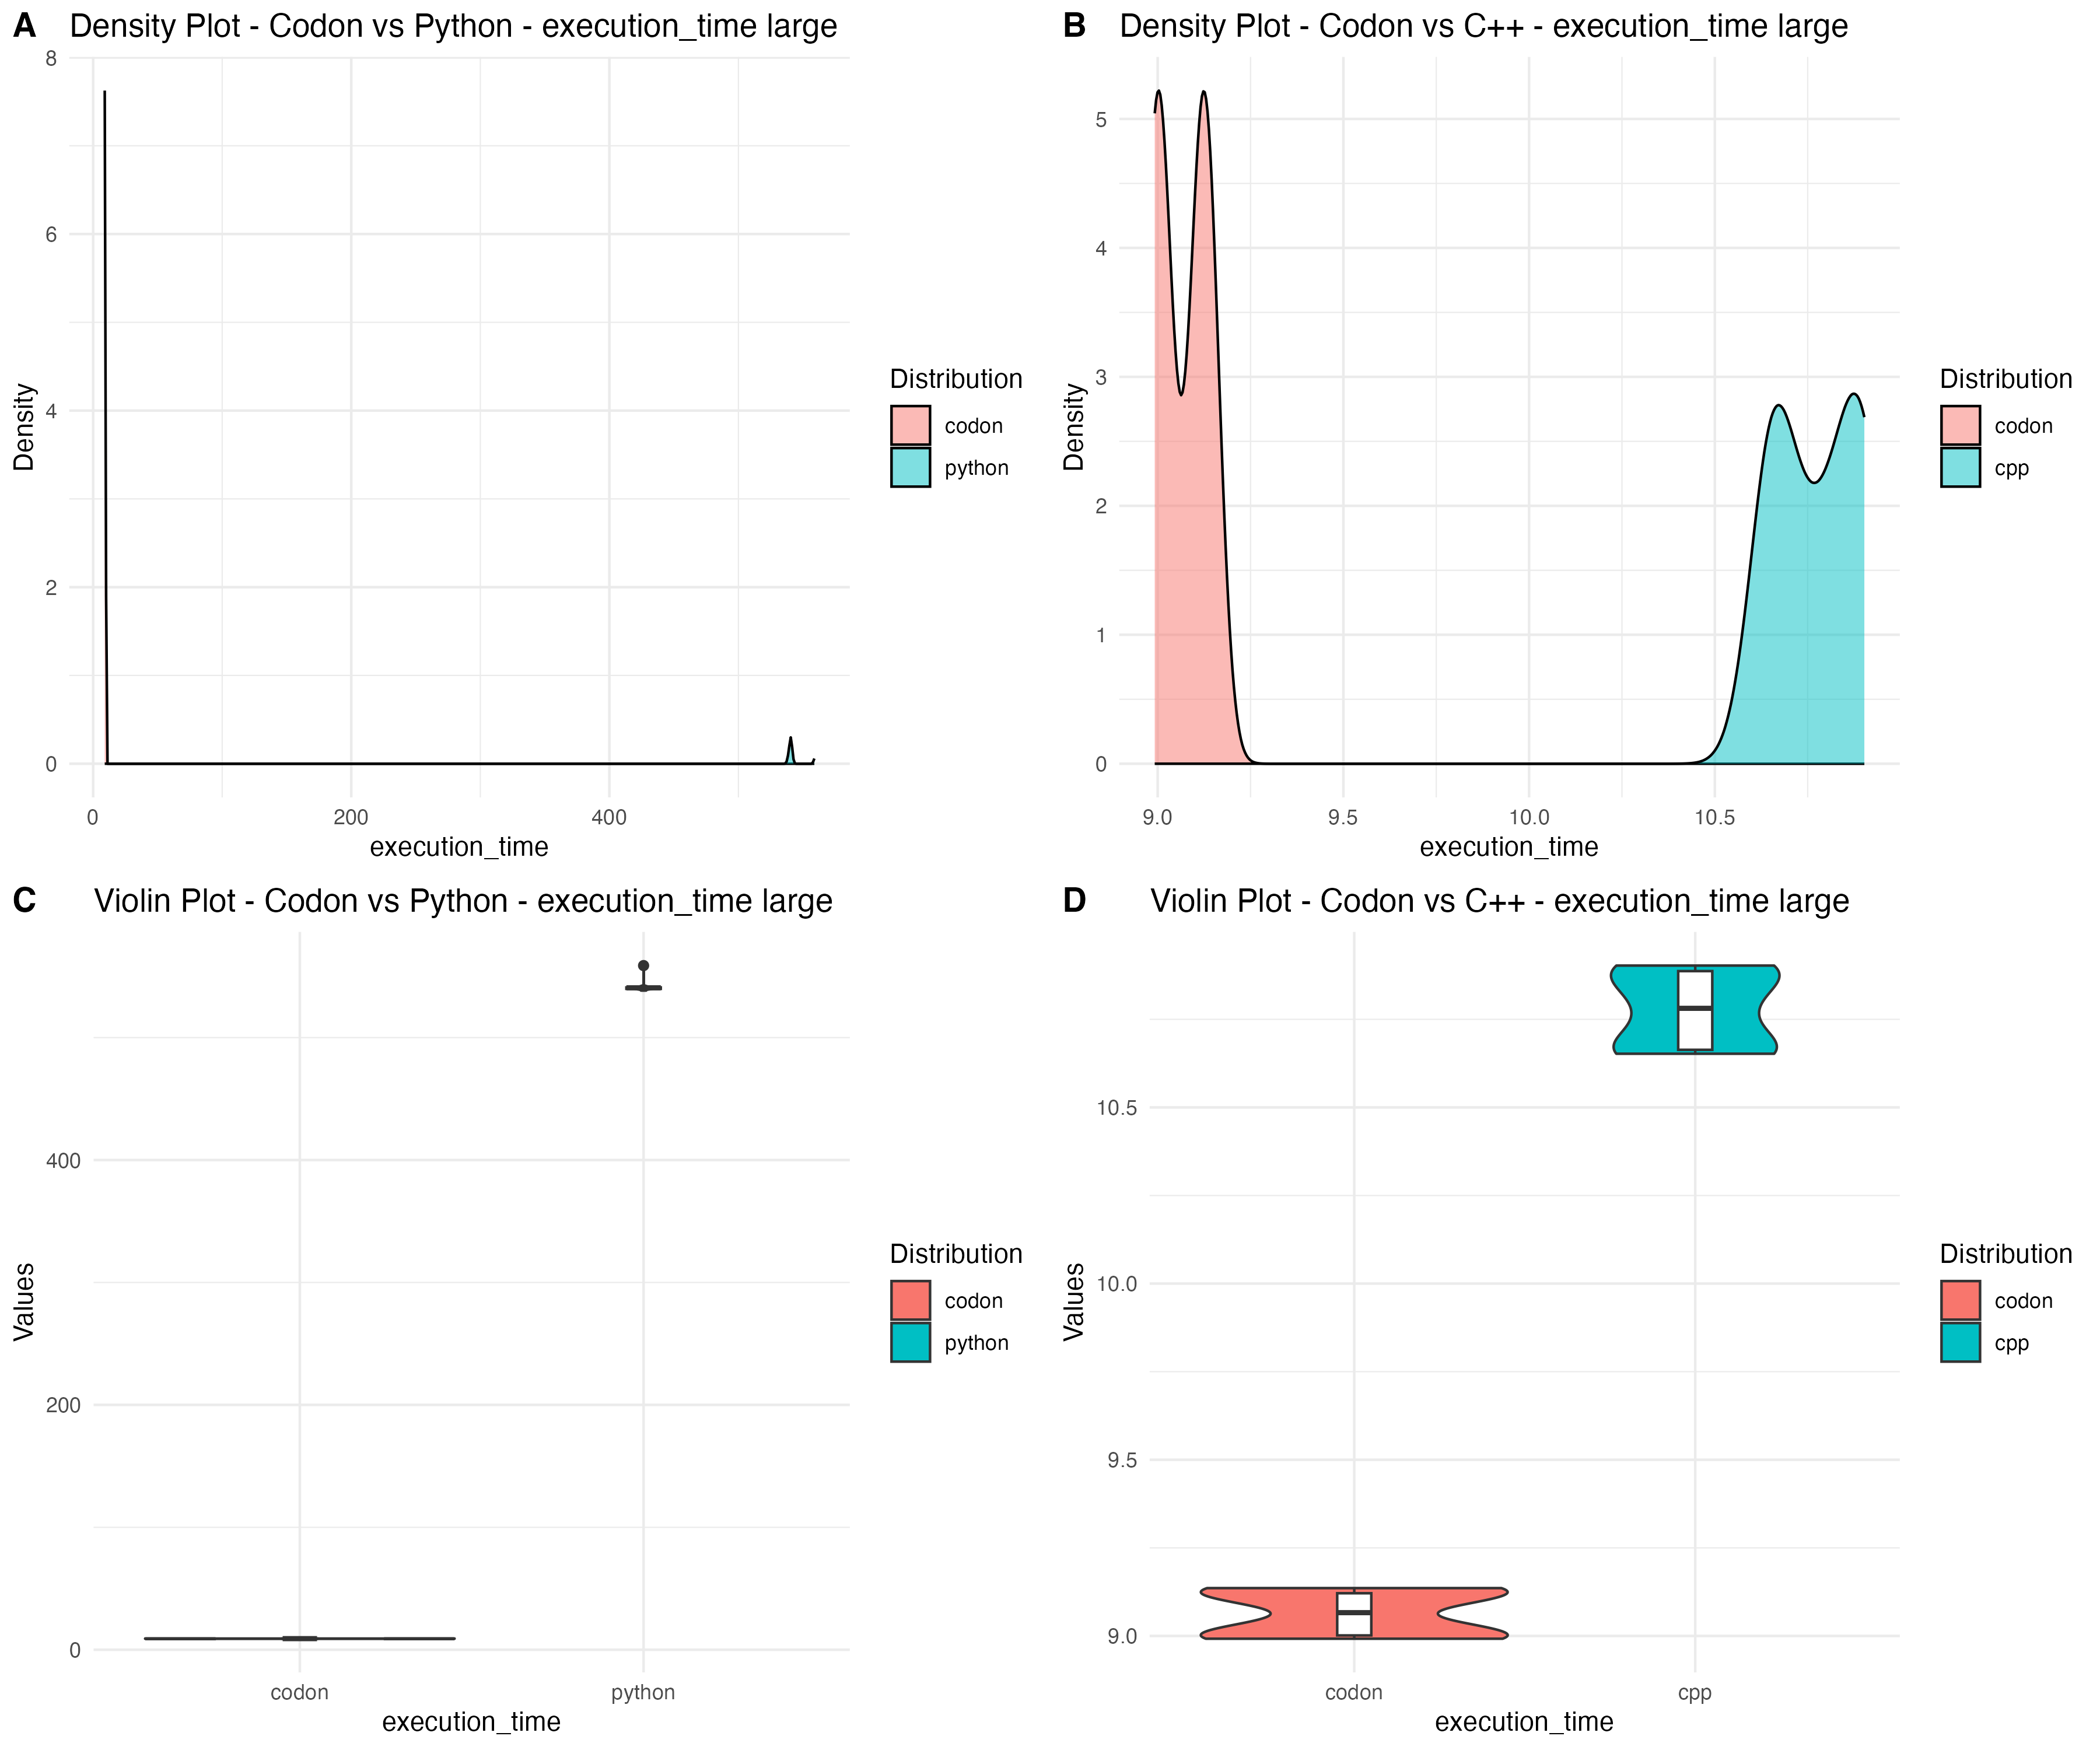 A Density Plot - Codon vs Python - execution_time large
8
6
4
2
0
Density
0 200 400
execution_time
Distribution
codon
python
B Density Plot - Codon vs C++ - execution_time large
5
4
3
2
1
0
Density
9.0 9.5 10.0 10.5
execution_time
Distribution
codon
cpp
C Violin Plot - Codon vs Python - execution_time large
400
200
0
Values
codon python
execution_time
Distribution
codon
python
D Violin Plot - Codon vs C++ - execution_time large
10.5
10.0
9.5
9.0
Values
codon cpp
execution_time
Distribution
codon
cpp